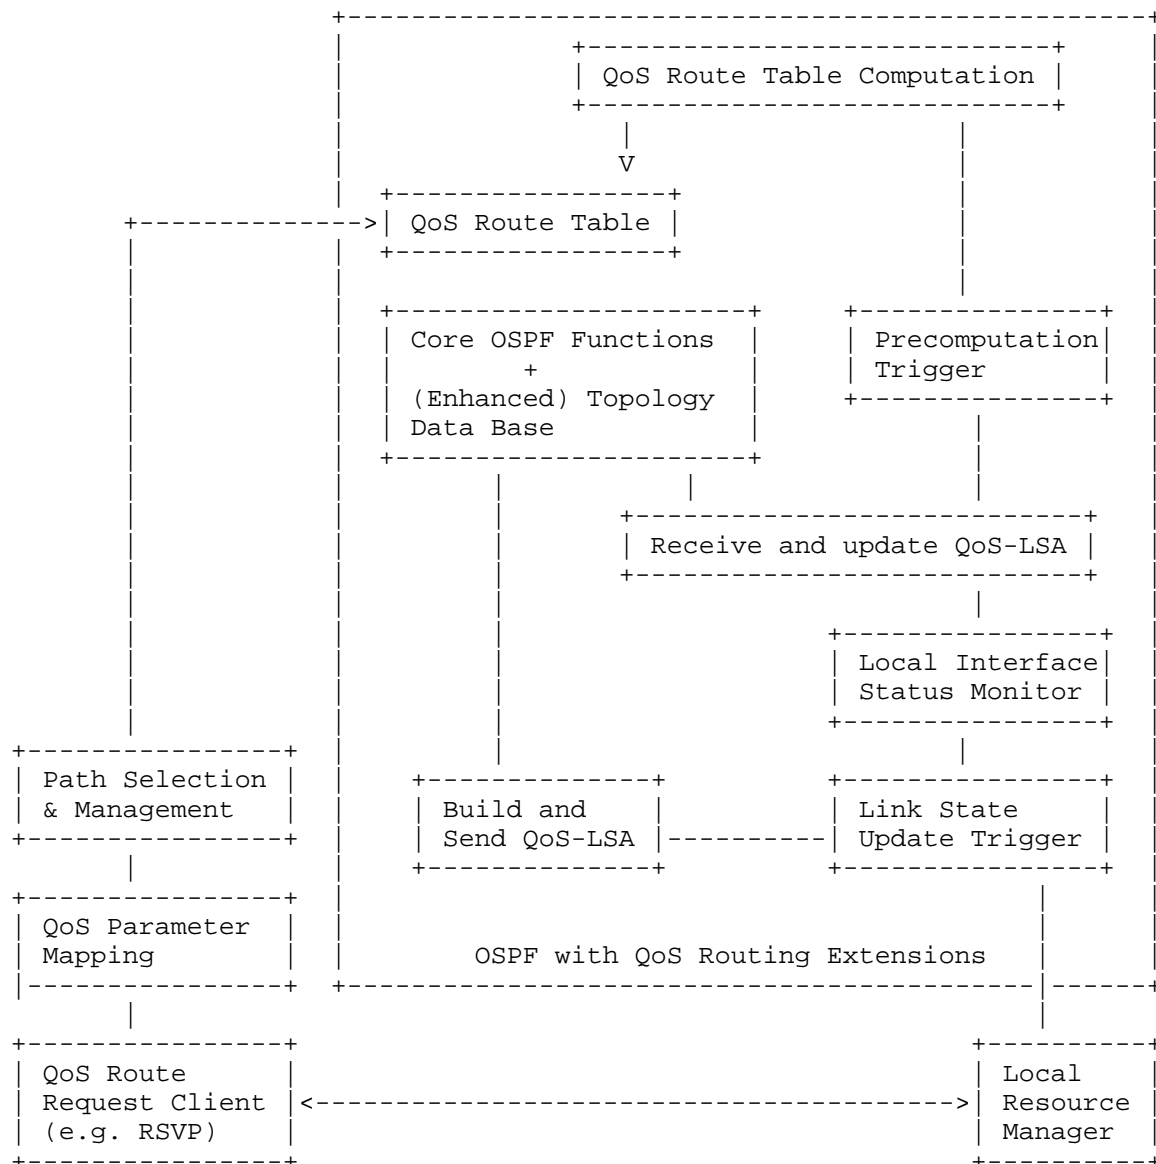 QoS Route Table Computation
V
QoS Route Table
Core OSPF Functions
+
(Enhanced) Topology
Data Base
Precomputation
Trigger
Receive and update QoS-LSA
Local Interface
Status Monitor
Path Selection
& Management
Build and
Send QoS-LSA
Link State
Update Trigger
QoS Parameter
Mapping
OSPF with QoS Routing Extensions
QoS Route
Request Client
(e.g. RSVP)
Local
Resource
Manager